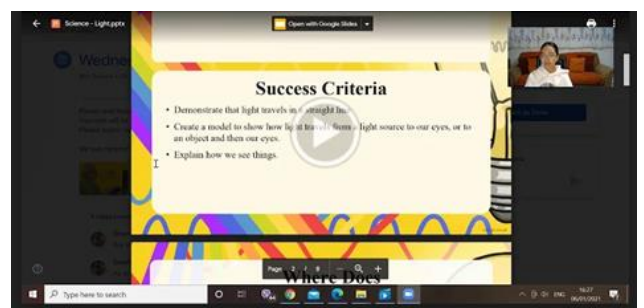 Science - Light.pptx
Open with Google Slides
Wedne
Success Criteria
• Demonstrate that light travels in a straight line.
• Create a model to show how light travels from a light source to our eyes, or to
an object and then our eyes.
• Explain how we see things.
Page
Where Does
Type here to search
ENG
16:27
06/01/2021